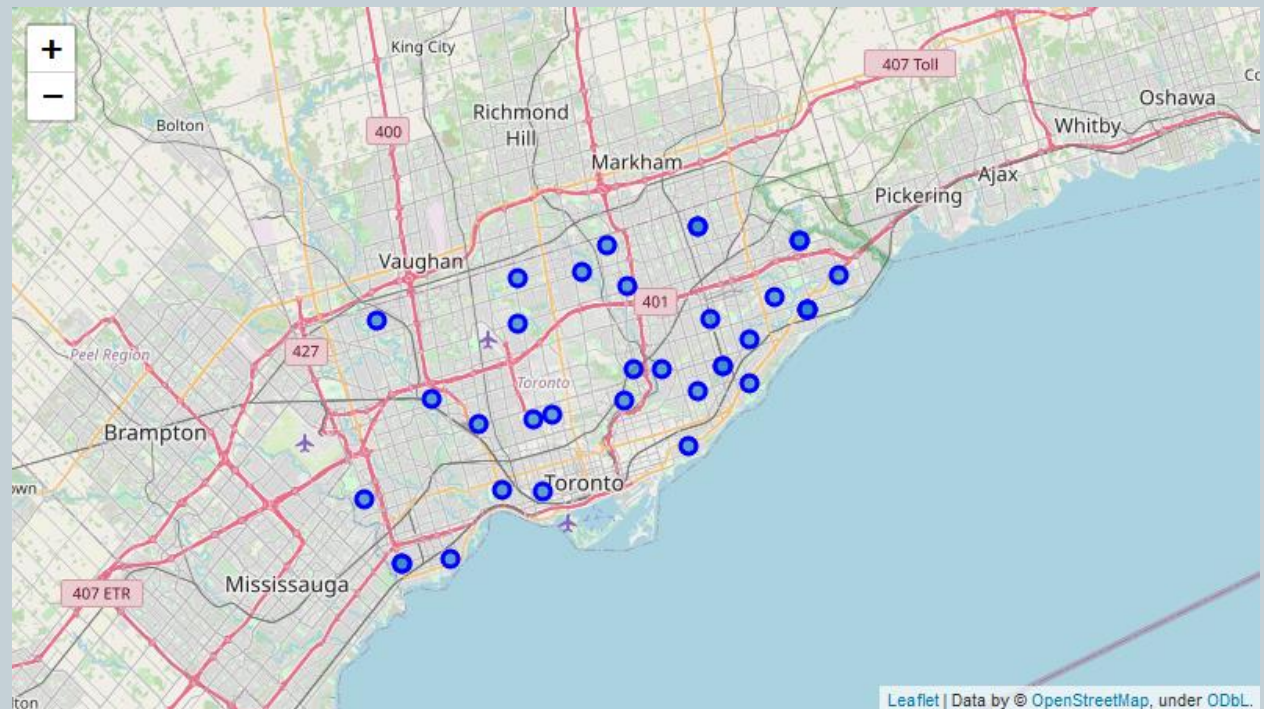 +
−
King City
407 Toll
Co
Oshawa
Bolton
400
Richmond
Hill
Whitby
Markham
Ajax
Pickering
Vaughan
401
427
Peel Region
Toronto
Brampton
Toronto
own
Mississauga
407 ETR
lton
Leaflet | Data by © OpenStreetMap, under ODbL.